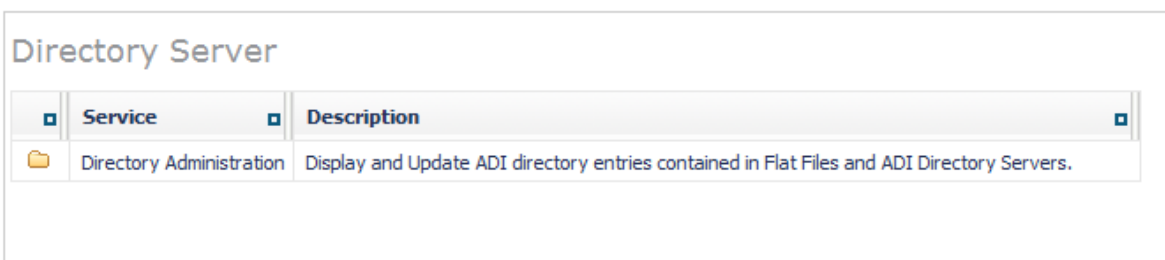 Directory Server
Service Description
Directory Administration Display and Update ADI directory entries contained in Flat Files and ADI Directory Servers.